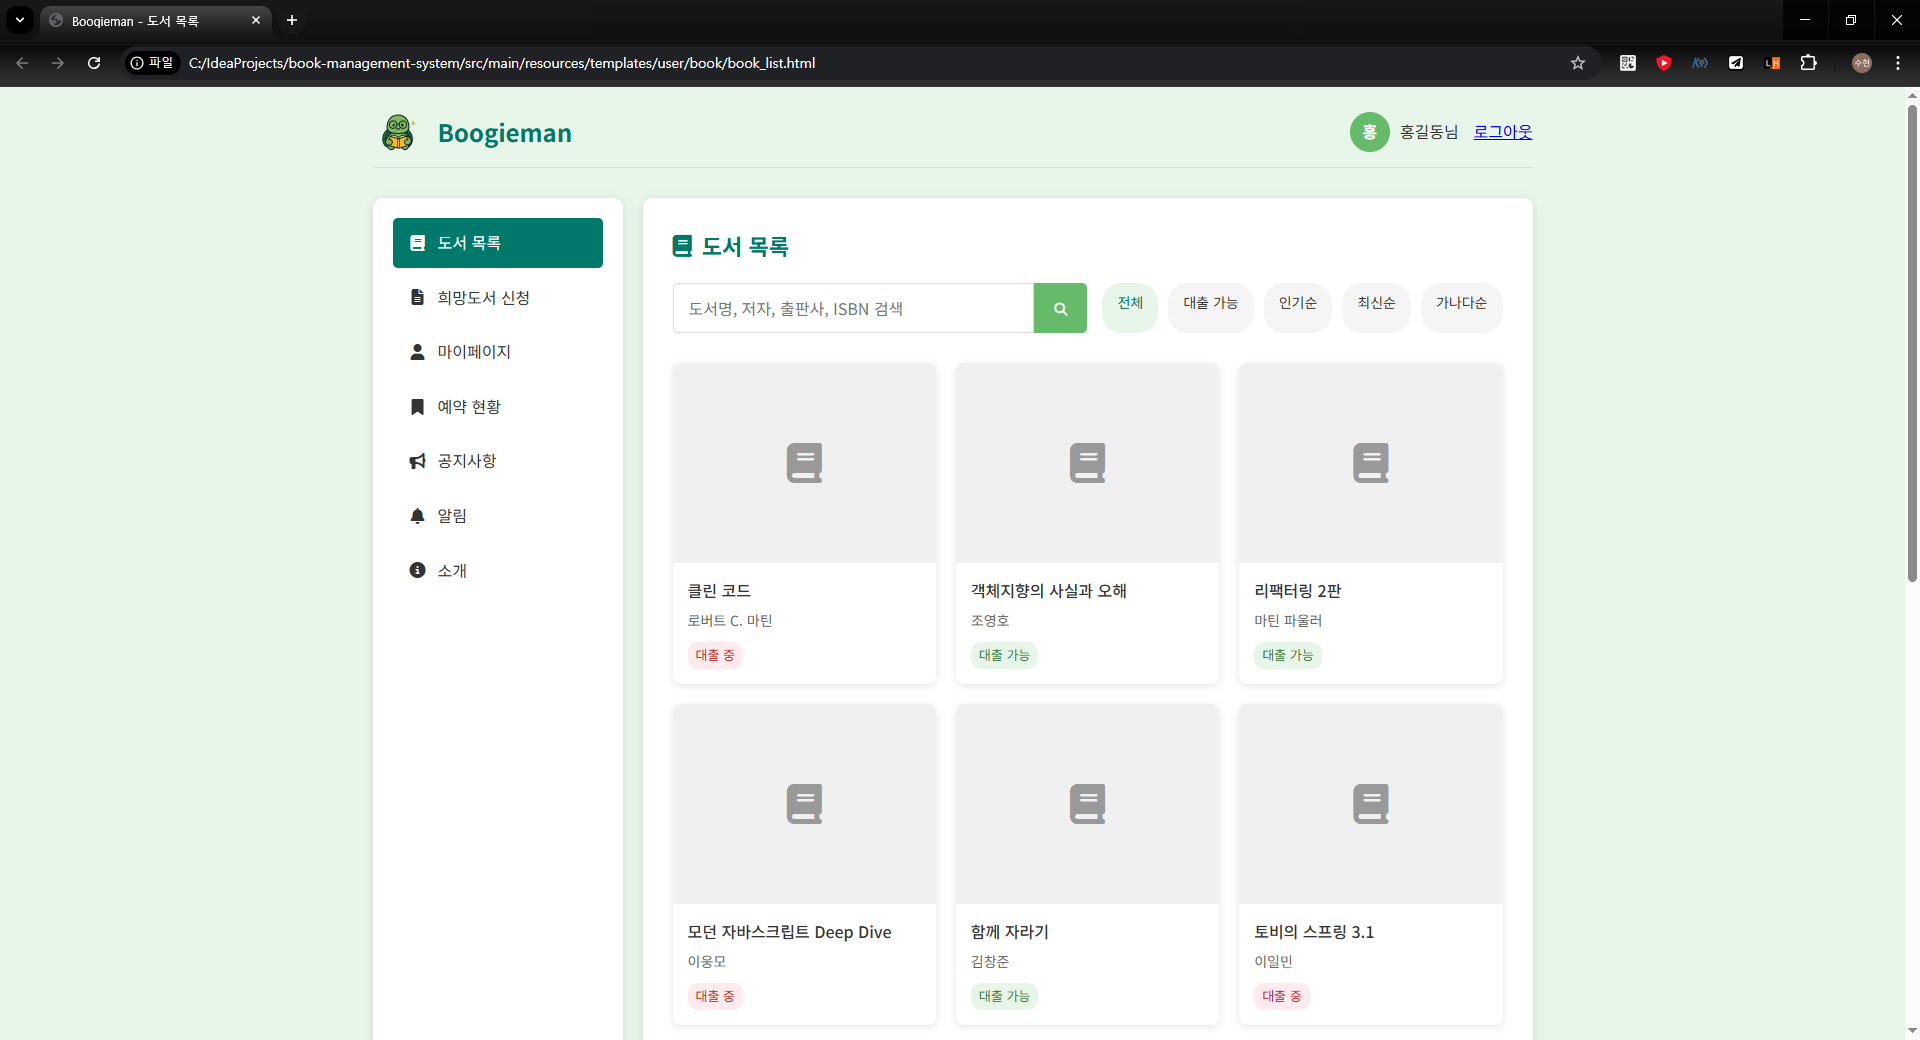 Boogieman - 도서 목록
파일
C:/IdeaProjects/book-management-system/src/main/resources/templates/user/book/book_list.html
수현
Boogieman
홍
홍길동님
로그아웃
도서 목록
희망도서 신청
마이페이지
예약 현황
공지사항
알림
소개
도서 목록
도서명, 저자, 출판사, ISBN 검색
전체
대출 가능
인기순
최신순
가나다순
클린 코드
로버트 C. 마틴
대출 중
객체지향의 사실과 오해
조영호
대출 가능
리팩터링 2판
마틴 파울러
대출 가능
모던 자바스크립트 Deep Dive
이웅모
대출 중
함께 자라기
김창준
대출 가능
토비의 스프링 3.1
이일민
대출 중